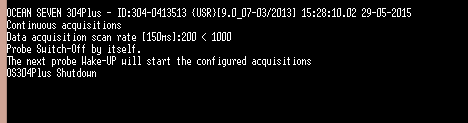 OCEAN SEVEN 304Plus - ID:304-0413513 {USR}[9.0_07-03/2013] 15:28:10.02 29-05-2015
Continuous acquisitions
Data acquisition scan rate [150ms]:200 < 1000
Probe Switch-Off by itself.
The next probe Wake-UP will start the configured acquisitions
OS304Plus Shutdown